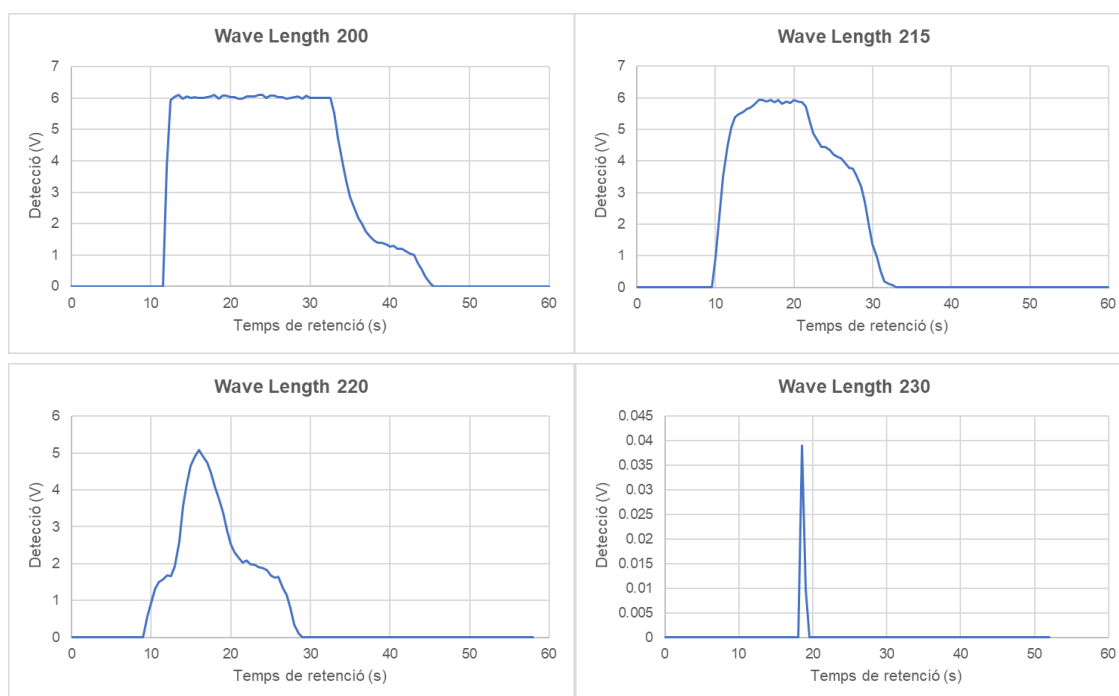 Wave Length 200
Detecció (V)
7
6
5
4
3
2
1
0
0 10 20 30 40 50 60
Temps de retenció (s)
Wave Length 215
Detecció (V)
7
6
5
4
3
2
1
0
0 10 20 30 40 50 60
Temps de retenció (s)
Wave Length 220
Detecció (V)
6
5
4
3
2
1
0
0 10 20 30 40 50 60
Temps de retenció (s)
Wave Length 230
Detecció (V)
0.045
0.04
0.035
0.03
0.025
0.02
0.015
0.01
0.005
0
0 10 20 30 40 50 60
Temps de retenció (s)